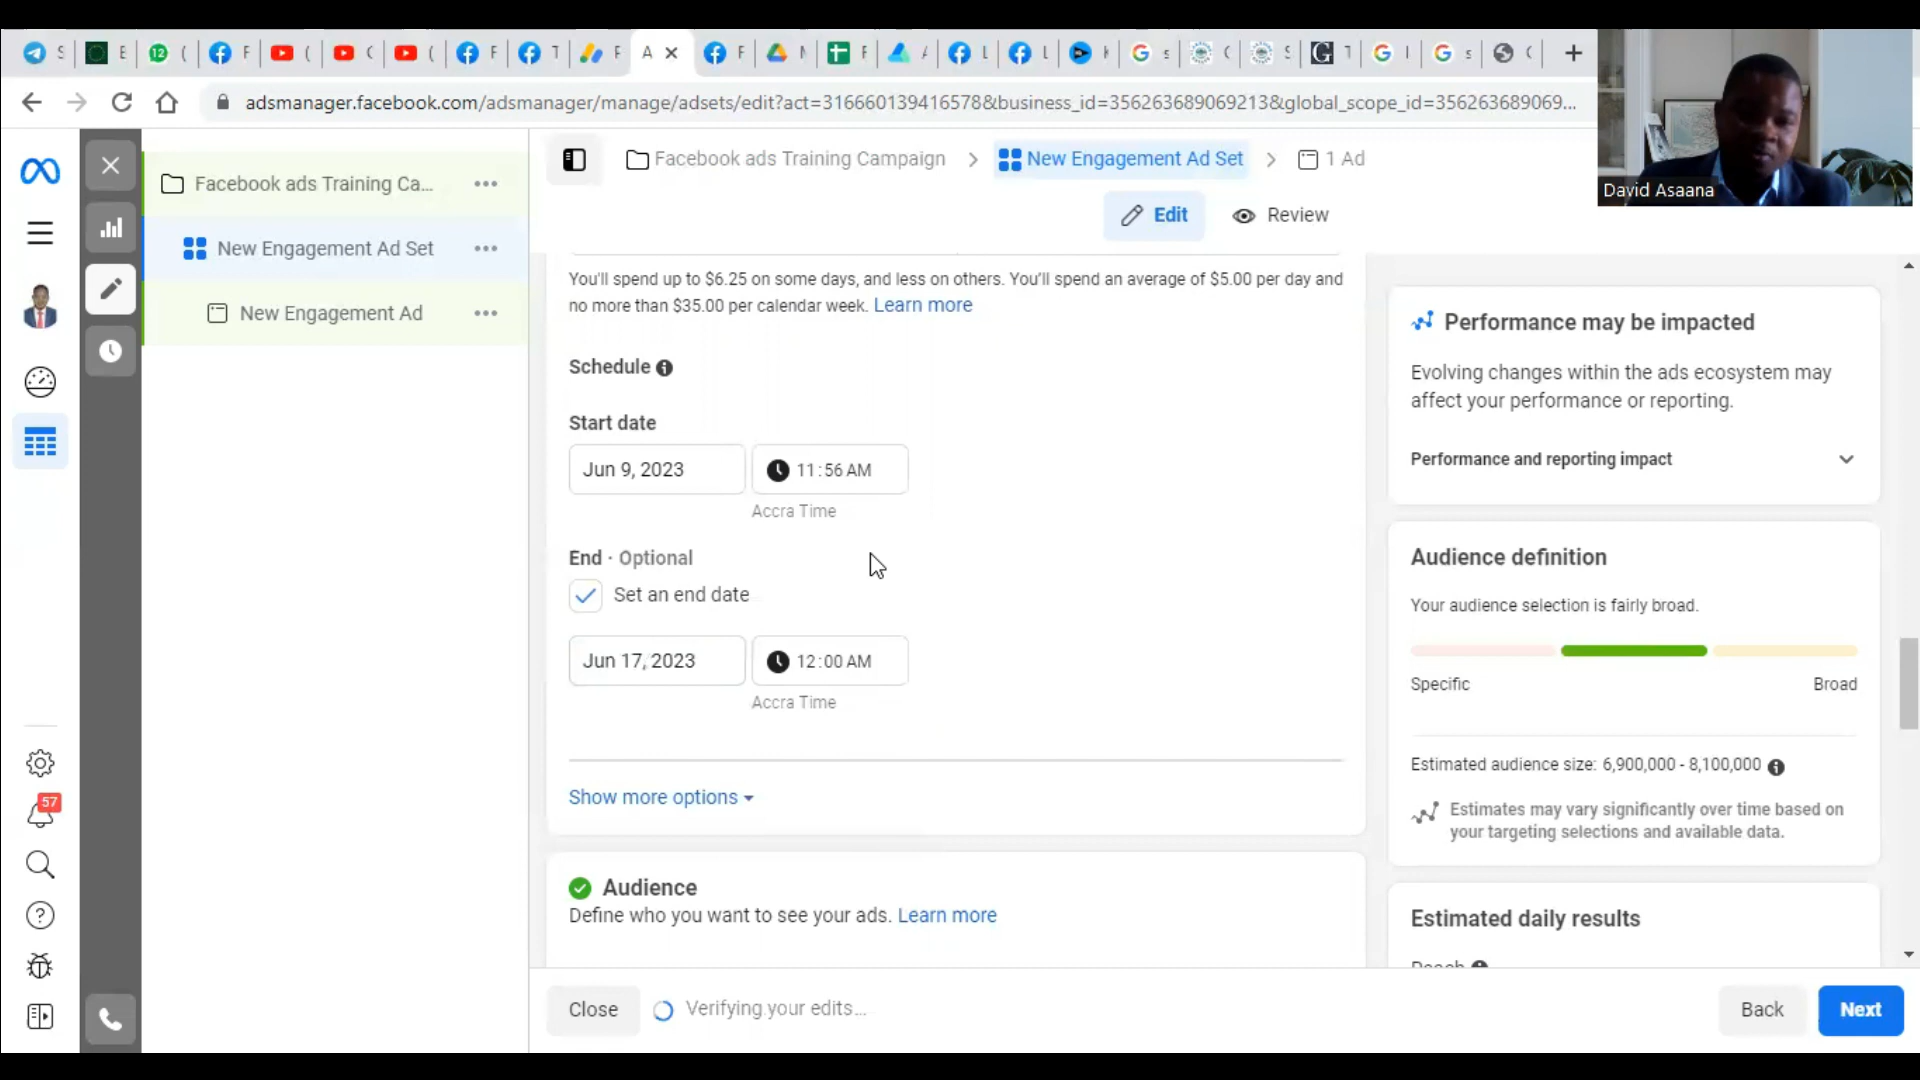 adsmanager.facebook.com/adsmanager/manage/adsets/edit?act=316660139416578&business_id=356263689069213&global_scope_id=356263689069...
David Asaana
Facebook ads Training Ca...
New Engagement Ad Set
New Engagement Ad
57
Facebook ads Training Campaign
New Engagement Ad Set
1 Ad
Edit
Review
You'll spend up to $6.25 on some days, and less on others. You'll spend an average of $5.00 per day and
no more than $35.00 per calendar week. Learn more
Schedule
Start date
Jun 9, 2023
11:56 AM
Accra Time
End · Optional
Set an end date
Jun 17, 2023
12:00 AM
Accra Time
Show more options
Audience
Define who you want to see your ads. Learn more
Performance may be impacted
Evolving changes within the ads ecosystem may
affect your performance or reporting.
Performance and reporting impact
Audience definition
Your audience selection is fairly broad.
Specific
Broad
Estimated audience size: 6,900,000 - 8,100,000
Estimates may vary significantly over time based on
your targeting selections and available data.
Estimated daily results
Close
Verifying your edits...
Back
Next